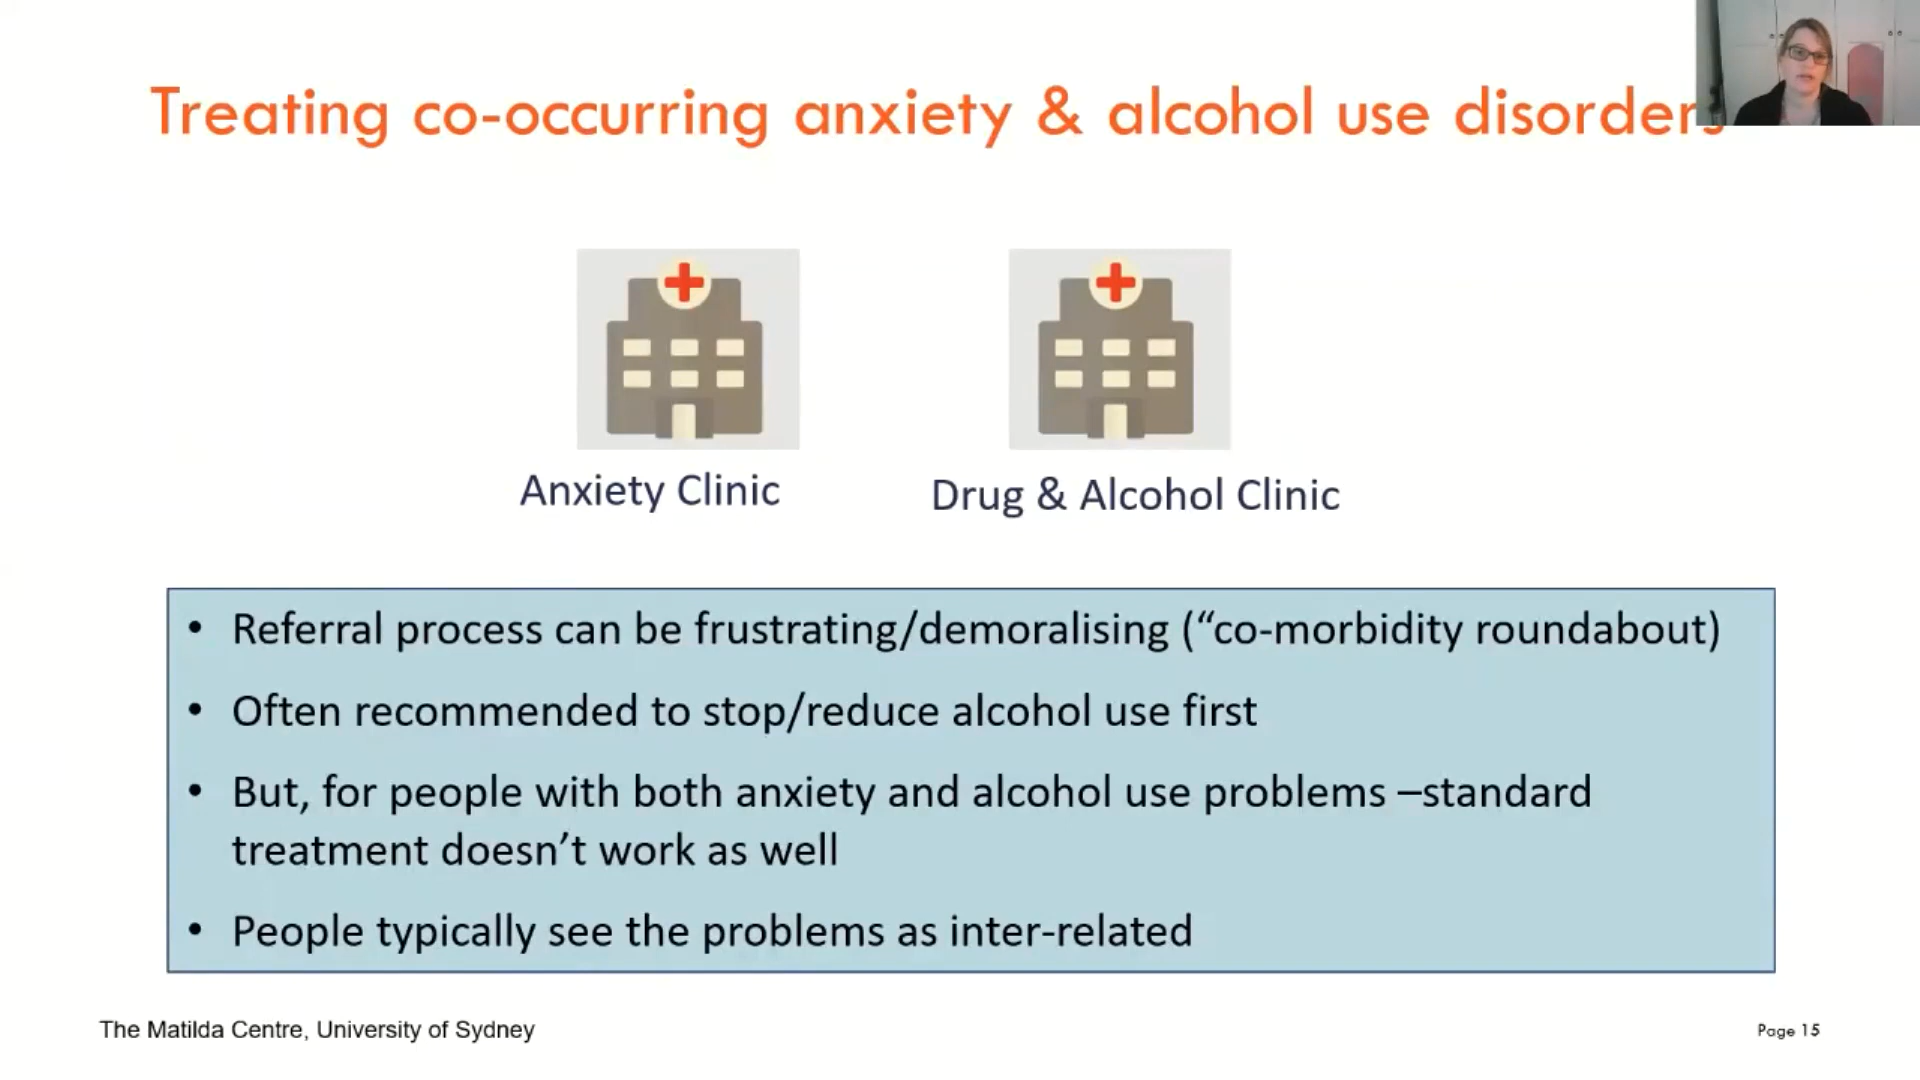 Treating co-occurring anxiety & alcohol use disorders
Anxiety Clinic
Drug & Alcohol Clinic
• Referral process can be frustrating/demoralising (“co-morbidity roundabout)
• Often recommended to stop/reduce alcohol use first
• But, for people with both anxiety and alcohol use problems –standard
treatment doesn’t work as well
• People typically see the problems as inter-related
The Matilda Centre, University of Sydney
Page 15